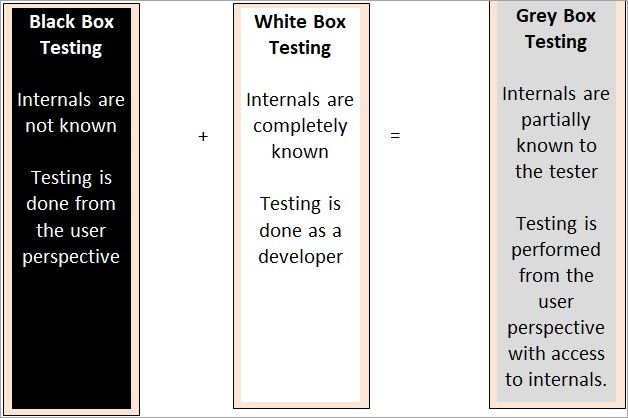 Black Box
Testing
Internals are
not known
Testing is
done from
the user
perspective
+
White Box
Testing
Internals are
completely
known
Testing is
done as a
developer
=
Grey Box
Testing
Internals are
partially
known to
the tester
Testing is
performed
from the
user
perspective
with access
to internals.